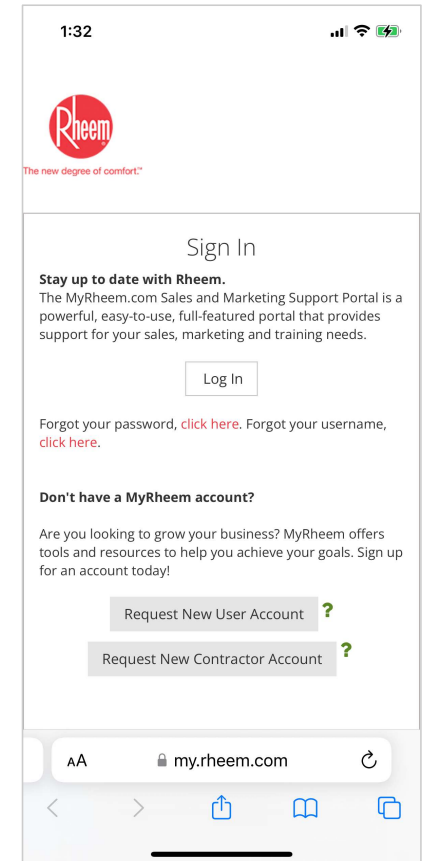 1:32
Rheem
The new degree of comfort.™
Sign In
Stay up to date with Rheem.
The MyRheem.com Sales and Marketing Support Portal is a
powerful, easy-to-use, full-featured portal that provides
support for your sales, marketing and training needs.
Log In
Forgot your password, click here. Forgot your username,
click here.
Don't have a MyRheem account?
Are you looking to grow your business? MyRheem offers
tools and resources to help you achieve your goals. Sign up
for an account today!
Request New User Account ?
Request New Contractor Account ?
AA my.rheem.com